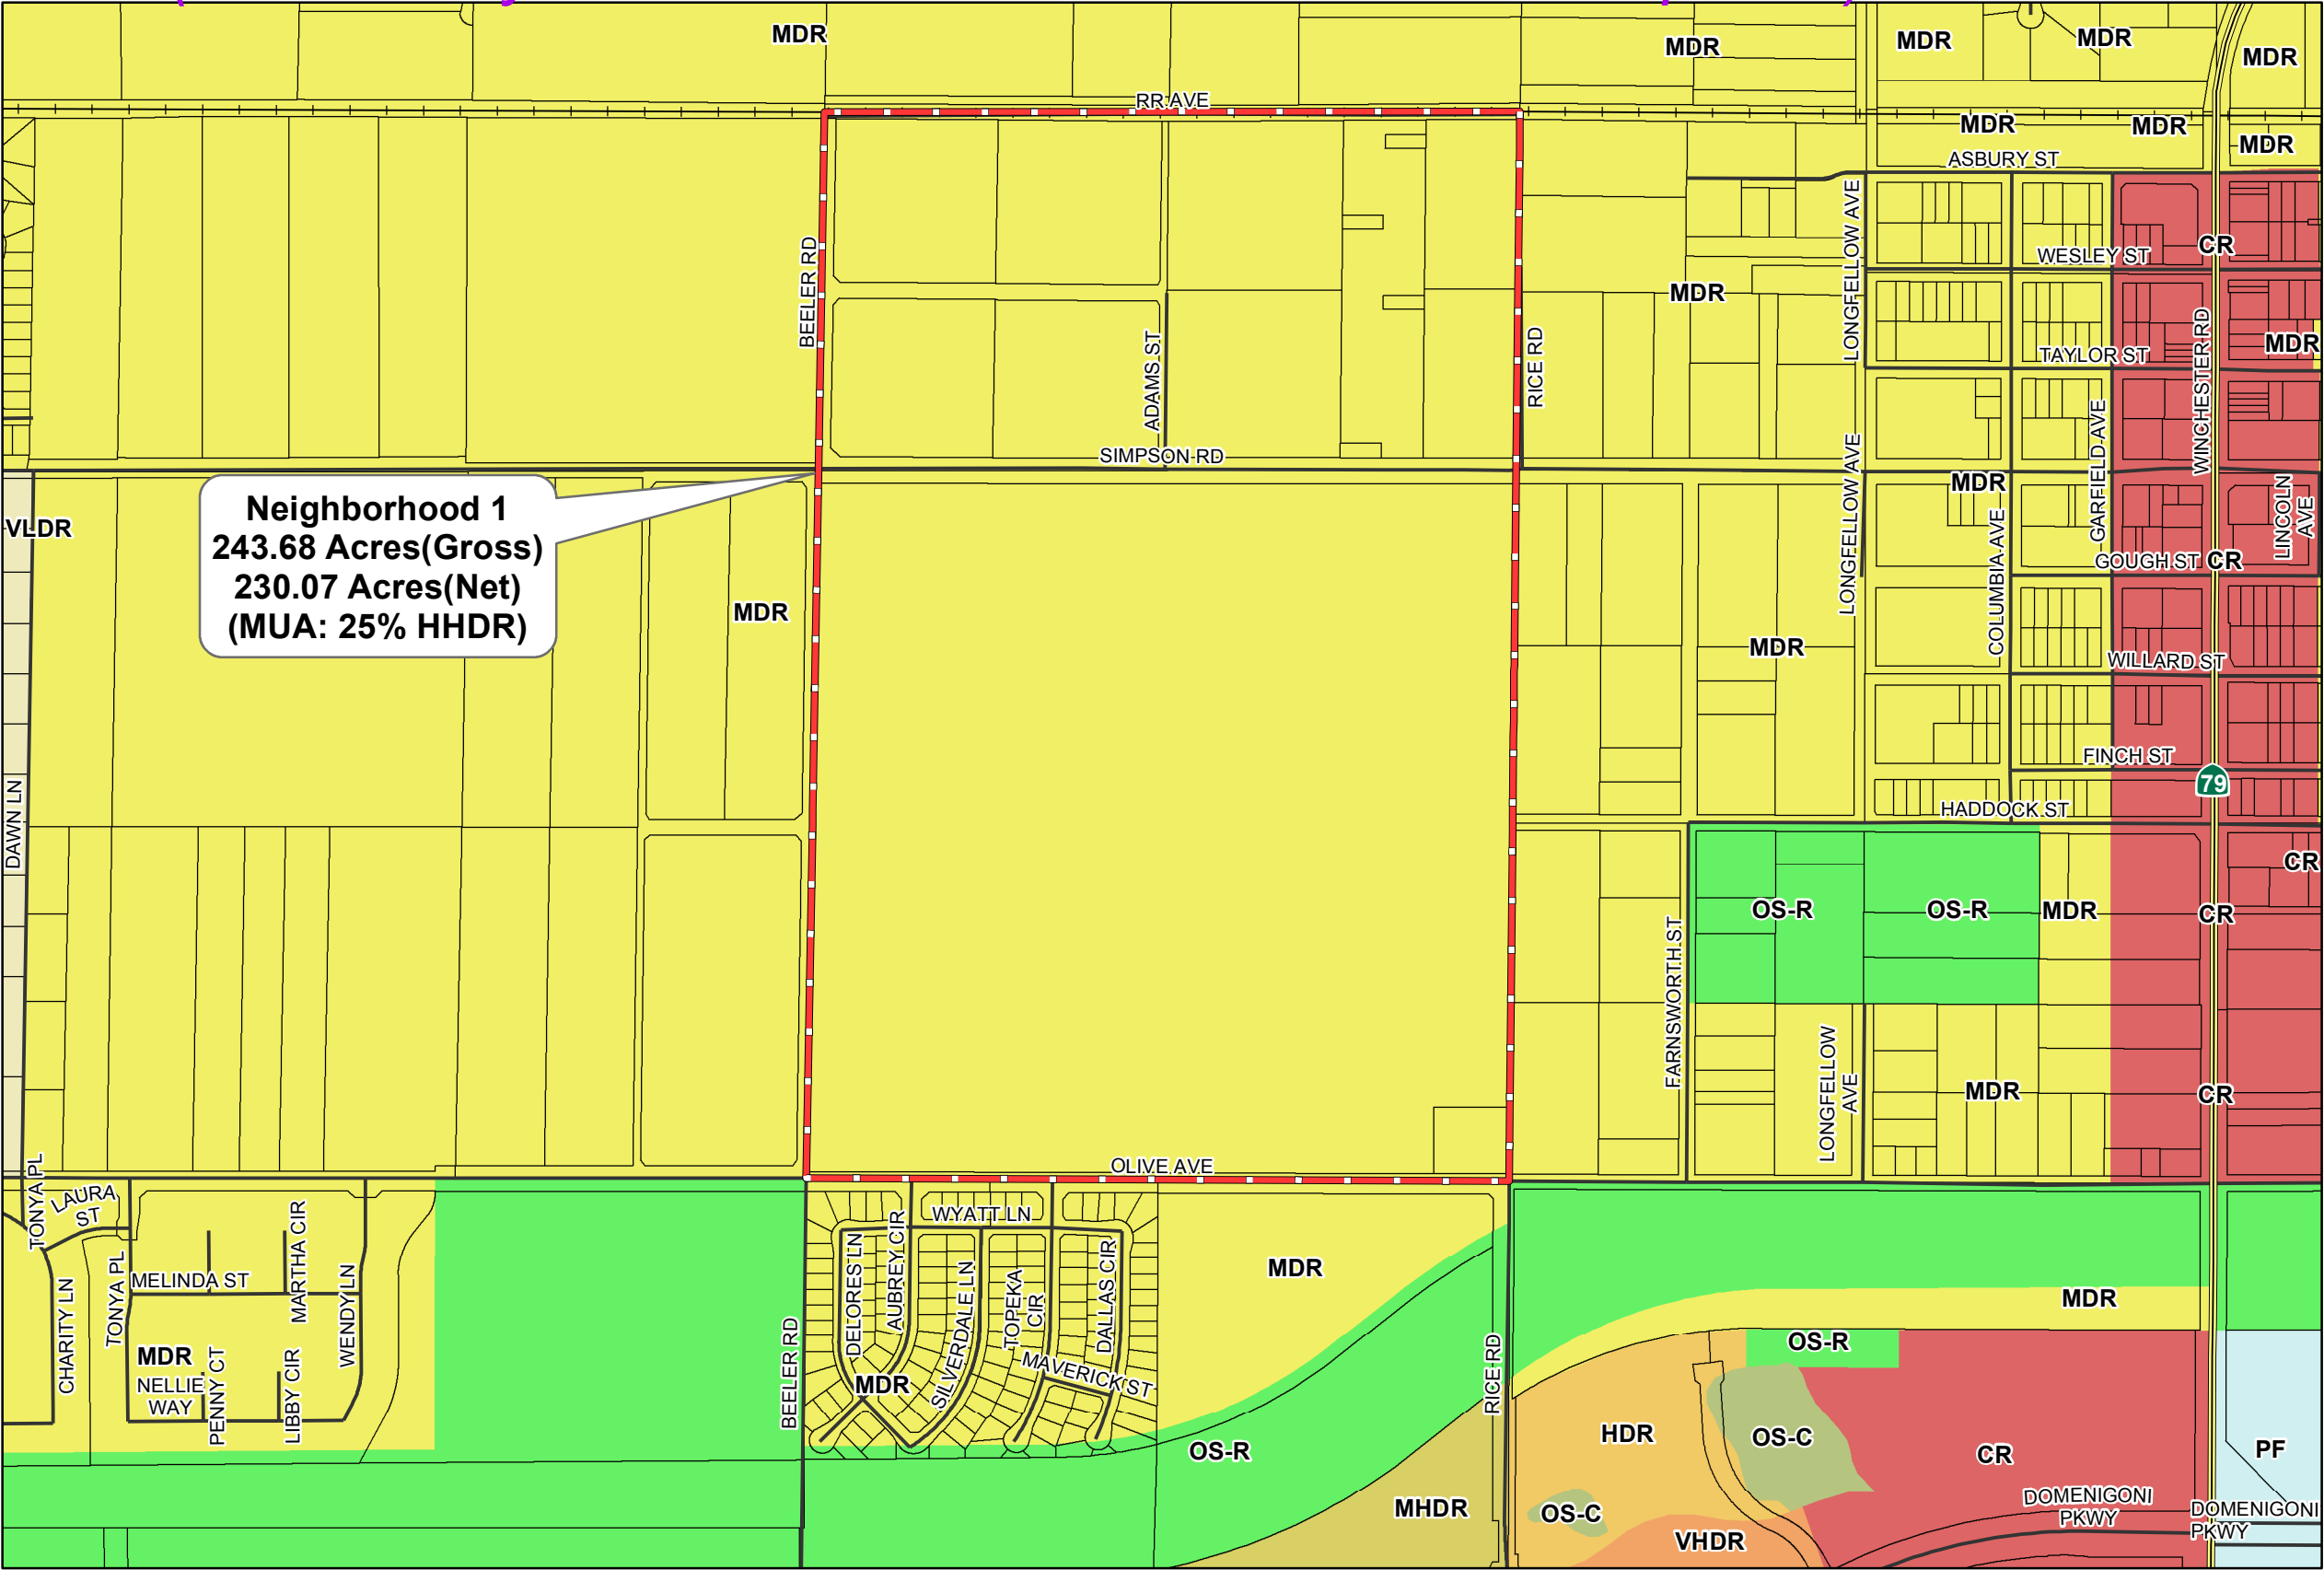 MDR
MDR
MDR
MDR
MDR
RR AVE
MDR
MDR
MDR
ASBURY ST
LONGFELLOW AVE
BEELER RD
WESLEY ST
CR
MDR
ADAMS ST
RICE RD
TAYLOR ST
WINCHESTER RD
MDR
SIMPSON RD
LONGFELLOW AVE
GARFIELD AVE
MDR
LINCOLN
AVE
VLDR
Neighborhood 1
243.68 Acres(Gross)
230.07 Acres(Net)
(MUA: 25% HHDR)
COLUMBIA AVE
GOUGH ST
CR
MDR
MDR
WILLARD ST
FINCH ST
79
DAWN LN
HADDOCK ST
CR
OS-R
OS-R
MDR
CR
FARNSWORTH ST
LONGFELLOW
AVE
MDR
CR
OLIVE AVE
TONYA PL
LAURA
ST
MARTHA CIR
AUBREY CIR
WYATT LN
DELORES LN
SILVERDALE LN
TOPEKA
CIR
DALLAS CIR
MDR
MDR
CHARITY LN
TONYA PL
MELINDA ST
WENDY LN
BEELER RD
RICE RD
OS-R
MDR
NELLIE
WAY
PENNY CT
LIBBY CIR
MDR
MAVERICK ST
OS-R
HDR
OS-C
CR
PF
MHDR
OS-C
VHDR
DOMENIGONI
PKWY
DOMENIGONI
PKWY